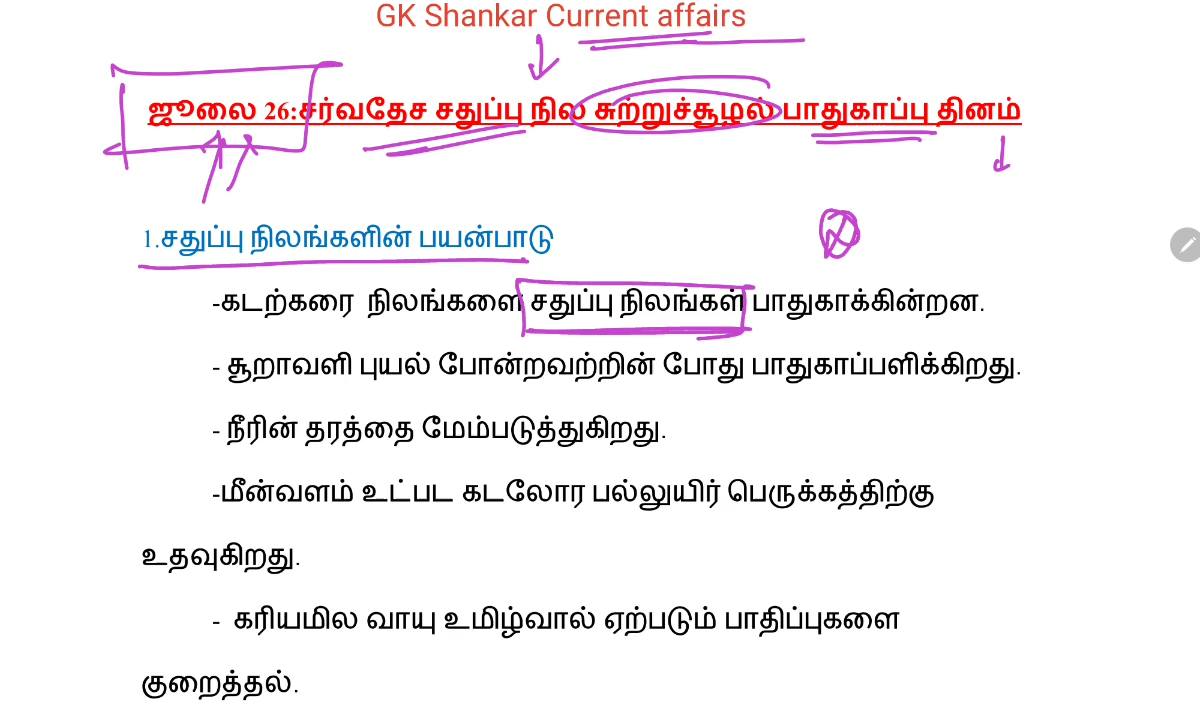 GK Shankar Current affairs
ஜூலை 26:சர்வதேச சதுப்பு நில சுற்றுச்சூழல் பாதுகாப்பு தினம்
1.சதுப்பு நிலங்களின் பயன்பாடு
-கடற்கரை நிலங்களை சதுப்பு நிலங்கள் பாதுகாக்கின்றன.
- சூறாவளி புயல் போன்றவற்றின் போது பாதுகாப்பளிக்கிறது.
- நீரின் தரத்தை மேம்படுத்துகிறது.
-மீன்வளம் உட்பட கடலோர பல்லுயிர் பெருக்கத்திற்கு
உதவுகிறது.
- கரியமில வாயு உமிழ்வால் ஏற்படும் பாதிப்புகளை
குறைத்தல்.